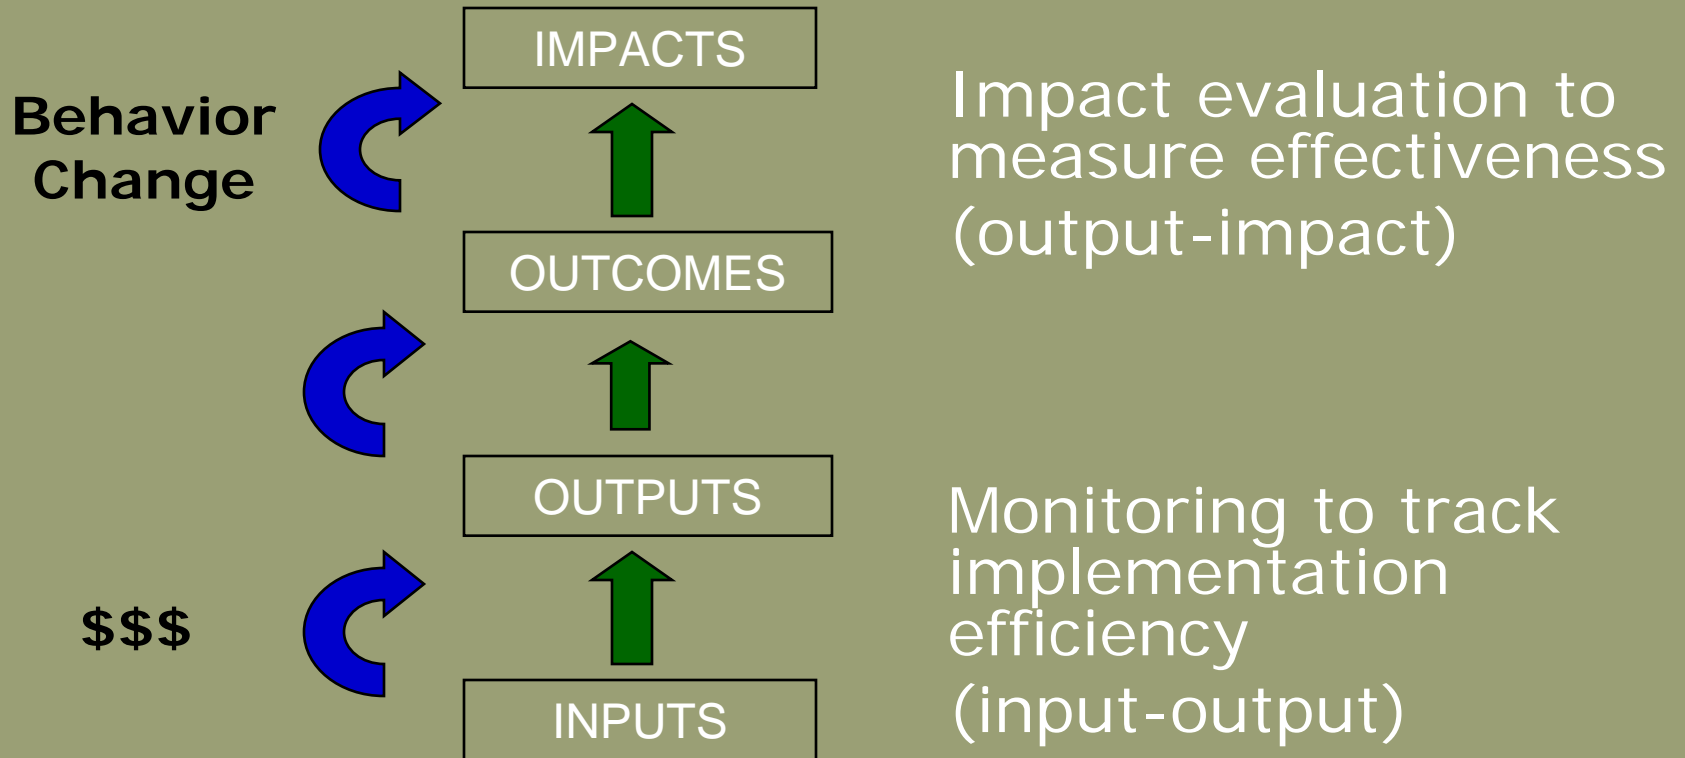 IMPACTS
Behavior
Change
Impact evaluation to
measure effectiveness
(output-impact)
OUTCOMES
OUTPUTS
Monitoring to track
implementation
efficiency
(input-output)
$$$
INPUTS